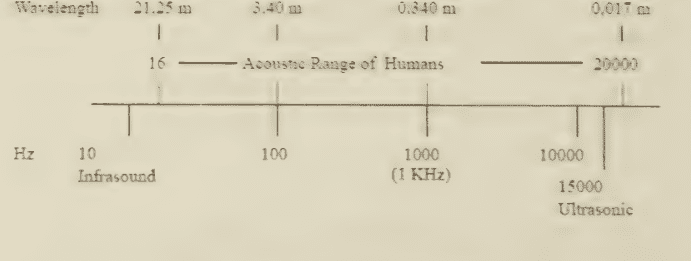 Wavelength 21.25 m 3.40 m 0.340 m 0.017 m
16 Acoustic Range of Humans 20000
Hz 10 100 1000 10000
Infrasound (1 KHz)
15000
Ultrasonic